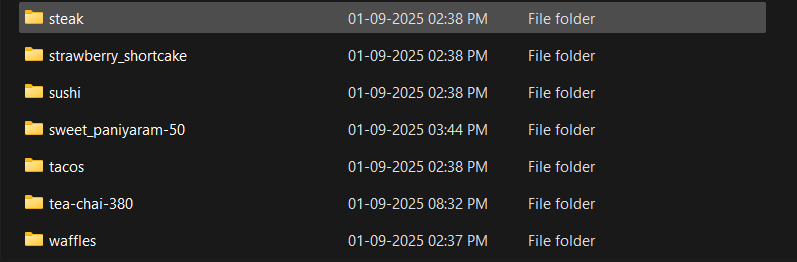 steak 01-09-2025 02:38 PM File folder
strawberry_shortcake 01-09-2025 02:38 PM File folder
sushi 01-09-2025 02:38 PM File folder
sweet_paniyaram-50 01-09-2025 03:44 PM File folder
tacos 01-09-2025 02:38 PM File folder
tea-chai-380 01-09-2025 08:32 PM File folder
waffles 01-09-2025 02:37 PM File folder